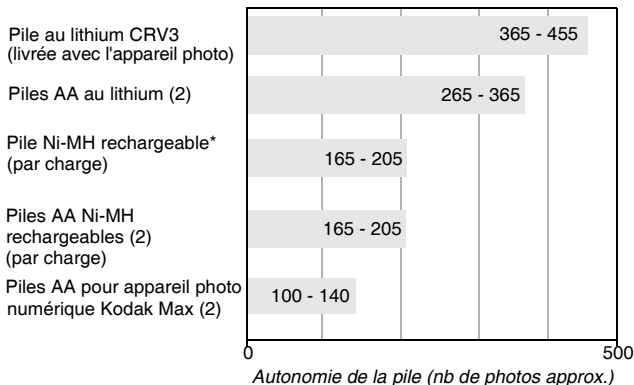 Pile au lithium CRV3
(livrée avec l'appareil photo)
365 - 455
Piles AA au lithium (2)
265 - 365
Pile Ni-MH rechargeable*
(par charge)
165 - 205
Piles AA Ni-MH
rechargeables (2)
(par charge)
165 - 205
Piles AA pour appareil photo
numérique Kodak Max (2)
100 - 140
0
500
Autonomie de la pile (nb de photos approx.)